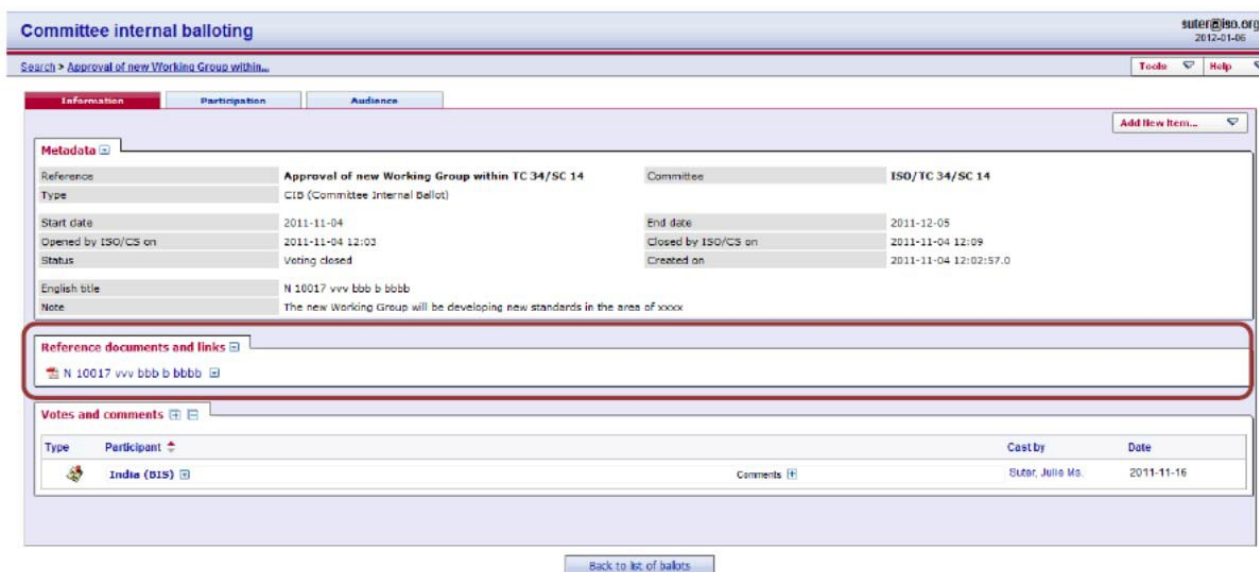 Committee internal balloting
suter@iso.org
2012-01-06
Search > Approval of new Working Group within...
Tools Help
Information Participation Audience
Add New Item...
Metadata
Reference Approval of new Working Group within TC 34/SC 14 Committee ISO/TC 34/SC 14
Type CIB (Committee Internal Ballot)
Start date 2011-11-04 End date 2011-12-05
Opened by ISO/CS on 2011-11-04 12:03 Closed by ISO/CS on 2011-11-04 12:09
Status Voting closed Created on 2011-11-04 12:02:57.0
English title N 10017 vvv bbb b bbbb
Note The new Working Group will be developing new standards in the area of xxxx
Reference documents and links
N 10017 vvv bbb b bbbb
Votes and comments
Type Participant Cast by Date
India (BIS) Comments Suter, Julie Ms. 2011-11-16
Back to list of ballots